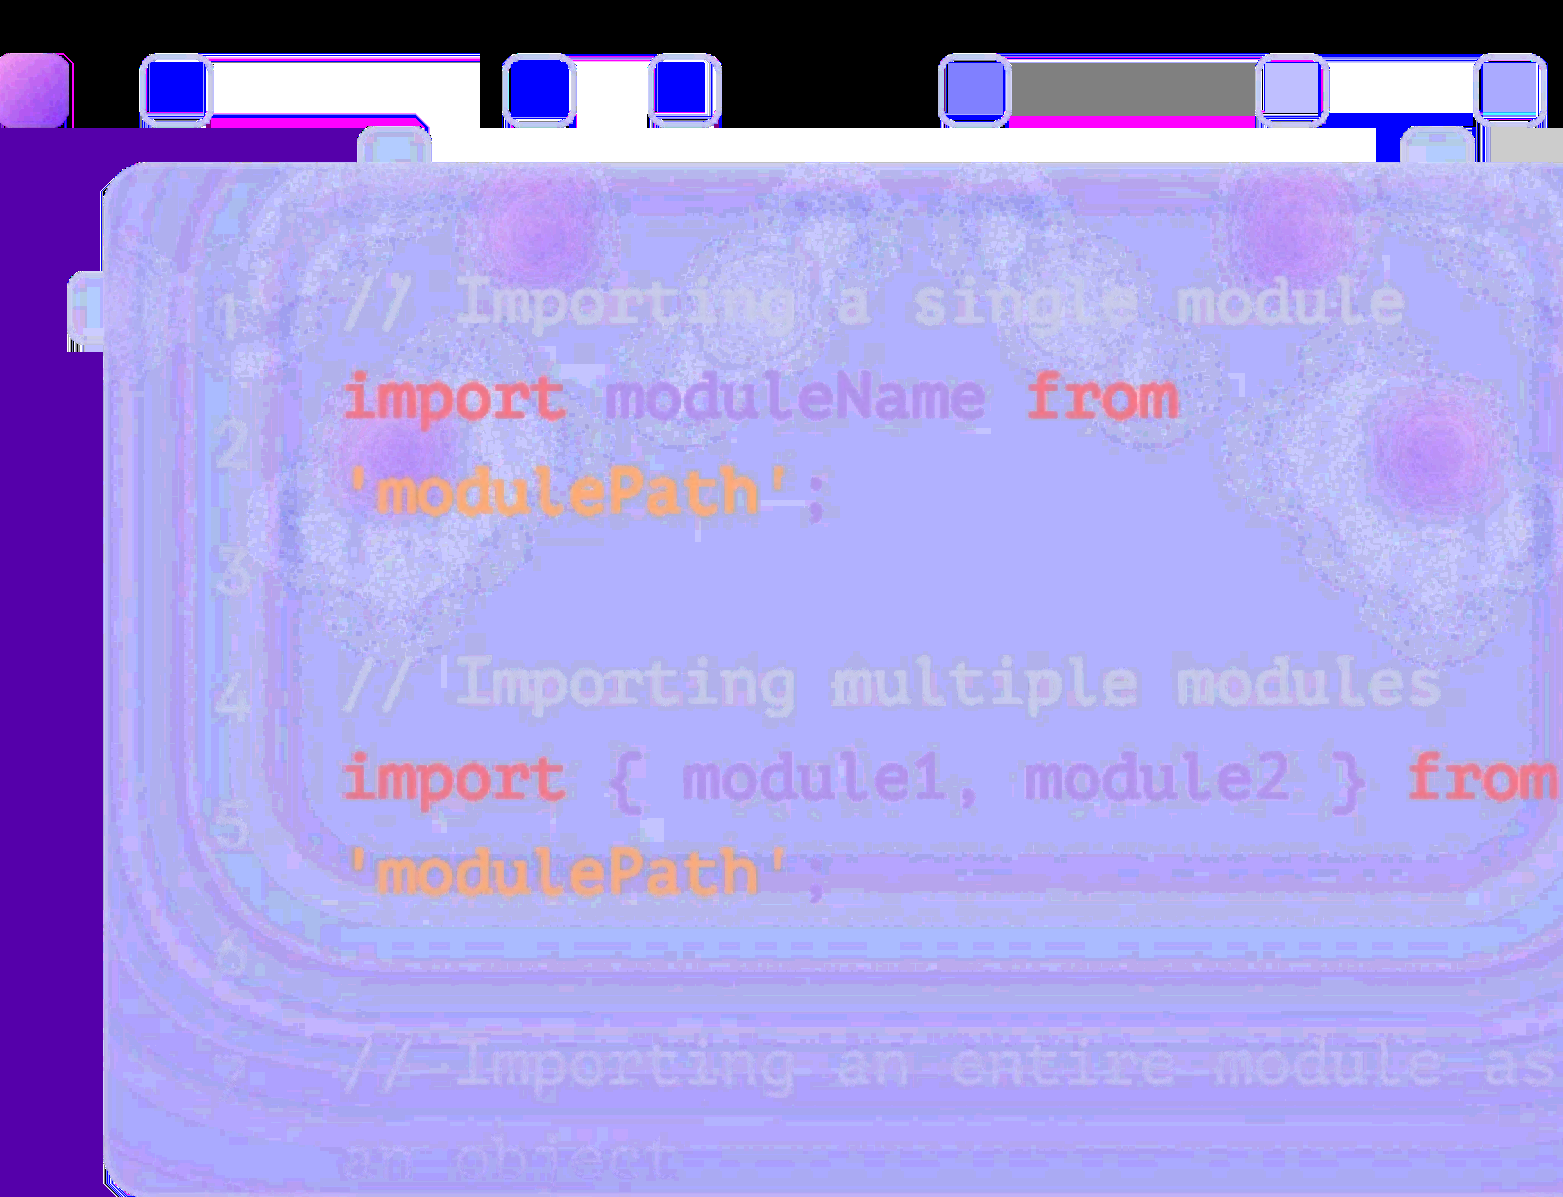 // Importing a single module
1
import moduleName from
2
'modulePath';
3
// Importing multiple modules
4
import { module1, module2 } from
5
'modulePath';
6
// Importing an entire module as
7
an object